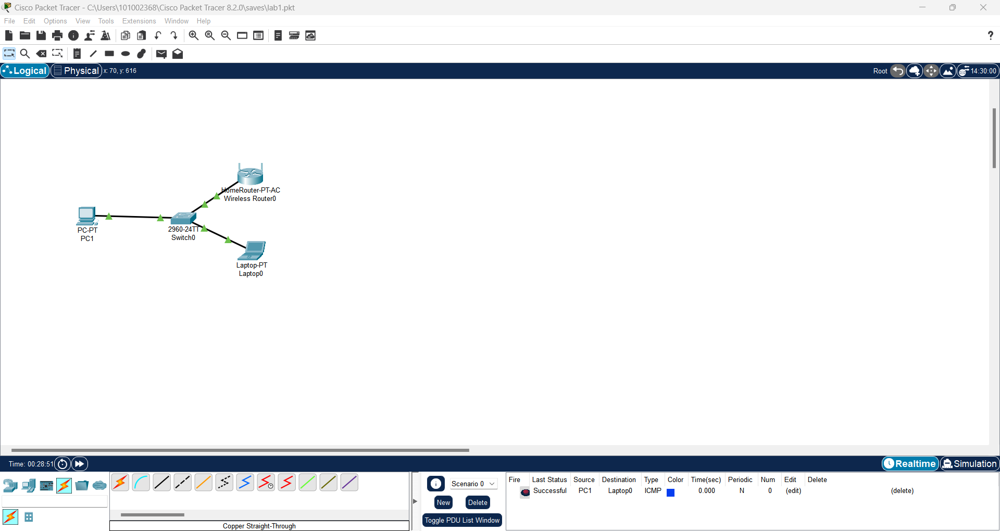 Cisco Packet Tracer - C:\Users\101002368\Cisco Packet Tracer 8.2.0\saves\lab1.pkt
File Edit Options View Tools Extensions Window Help
?
Logical Physical x: 70, y: 616 Root 14:30:00
HomeRouter-PT-AC
Wireless Router0
PC-PT
PC1
2960-24TT
Switch0
Laptop-PT
Laptop0
Time: 00:28:51 Realtime Simulation
Copper Straight-Through
Scenario 0
New Delete
Toggle PDU List Window
Fire Last Status Source Destination Type Color Time(sec) Periodic Num Edit Delete
Successful PC1 Laptop0 ICMP 0.000 N 0 (edit) (delete)